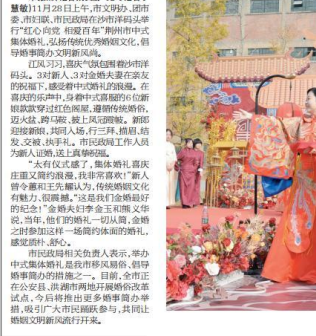 慧敏)11月28日上午,市文明办、团市
委、市妇联、市民政局在沙市洋码头举
行“红心向党 相爱百年”荆州市中式
集体婚礼,弘扬传统优秀婚姻文化,倡
导婚事简办文明新风尚。
江风习习,喜庆气氛包围着沙市洋
码头。3对新人、3对金婚夫妻在亲友
的祝福下,感受着中式婚礼的浪漫。在
喜庆的乐声中,身着中式喜服的6位新
娘款款穿过红色阁屋,遵循传统婚俗,
迈火盆、跨马鞍、披上凤冠霞帔。新郎
迎接新娘,共同入场,行三拜、描眉、结
发、交被、执手礼。市民政局工作人员
为新人证婚,送上真挚祝福。
“太有仪式感了,集体婚礼喜庆
庄重又简约浪漫,我非常喜欢!”新人
曾令蕙和王先耀认为,传统婚姻文化
有魅力、很震撼。“这是我们金婚最好
的纪念!”金婚夫妇李金玉和熊义华
说,当年,他们的婚礼一切从简,金婚
之时参加这样一场简约体面的婚礼,
感觉质朴、舒心。
市民政局相关负责人表示,举办
中式集体婚礼是我市移风易俗、倡导
婚事简办的措施之一。目前,全市正
在公安县、洪湖市两地开展婚俗改革
试点,今后将推出更多婚事简办举
措,吸引广大市民踊跃参与,共同让
婚姻文明新风流行开来。